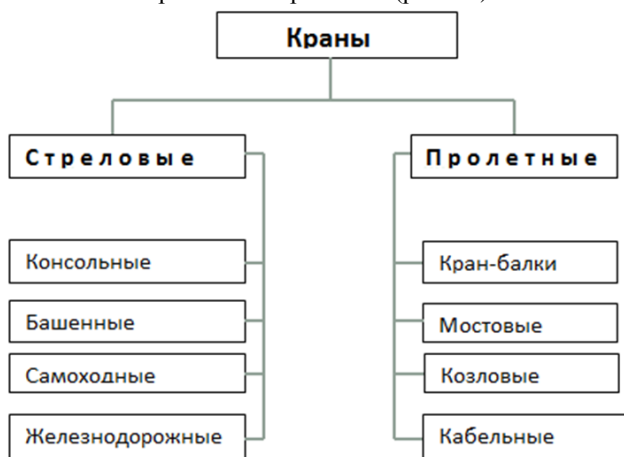 Краны
Стреловые
Пролетные
Консольные
Башенные
Самоходные
Железнодорожные
Кран-балки
Мостовые
Козловые
Кабельные